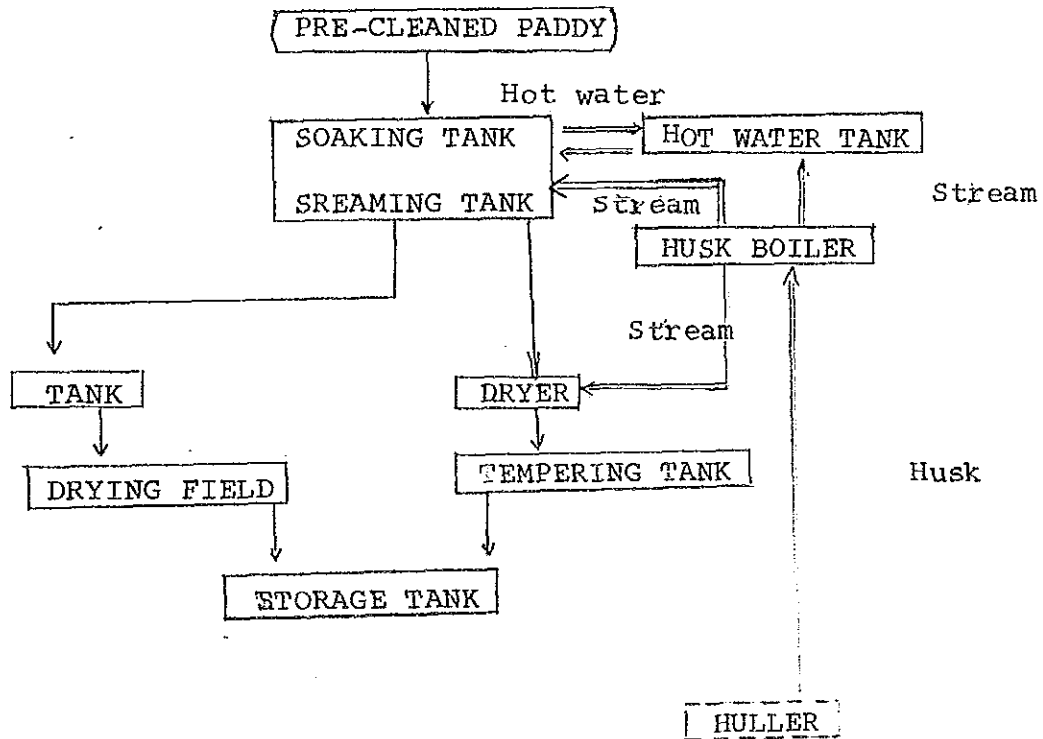 PRE-CLEANED PADDY
Hot water
SOAKING TANK
HOT WATER TANK
SREAMING TANK
Stream
Stream
HUSK BOILER
Stream
TANK
DRYER
DRYING FIELD
TEMPERING TANK
Husk
STORAGE TANK
HULLER